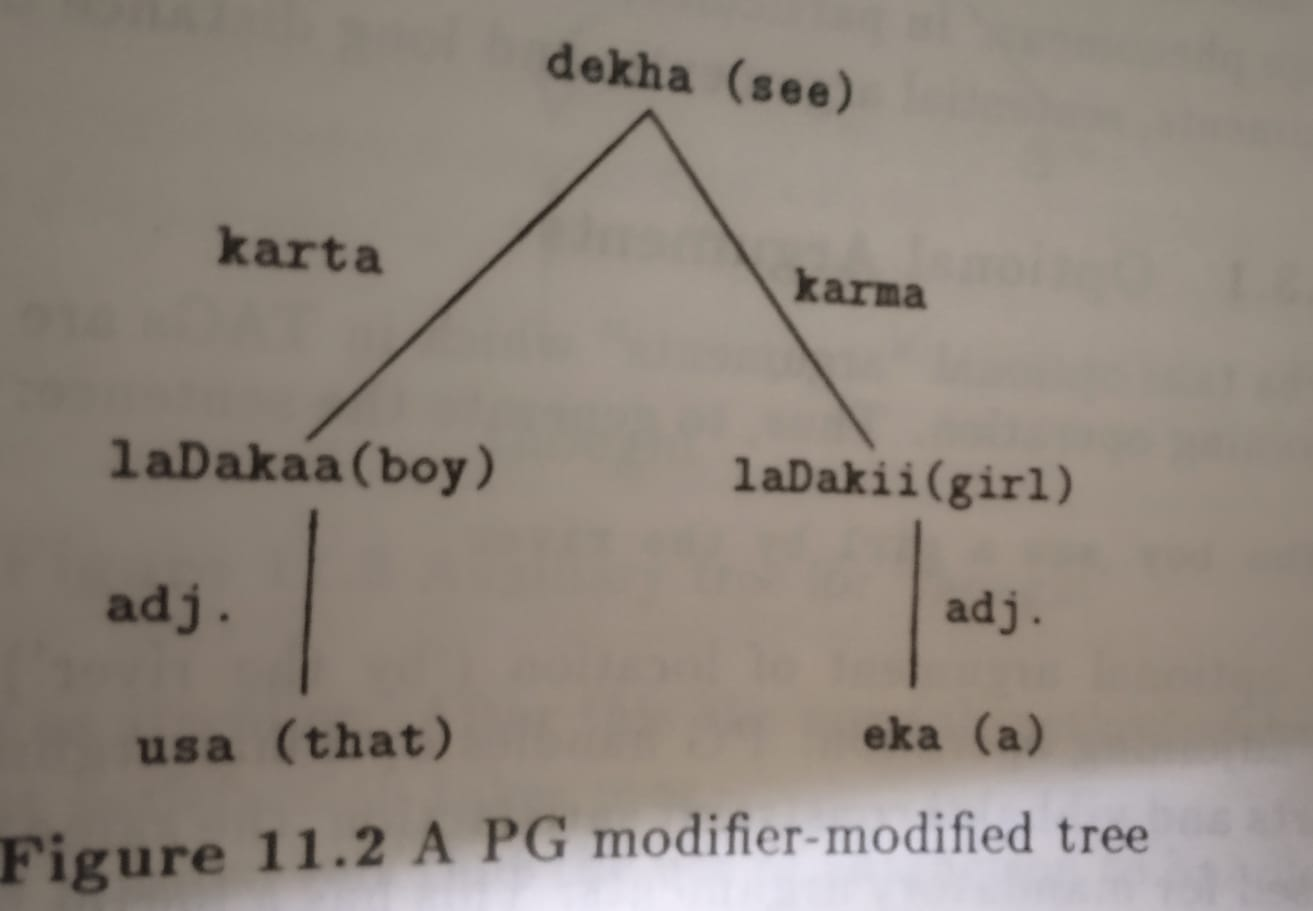 dekha (see)
karta
karma
laDakaa(boy)
laDakii(girl)
adj.
adj.
usa (that)
eka (a)
Figure 11.2 A PG modifier-modified tree